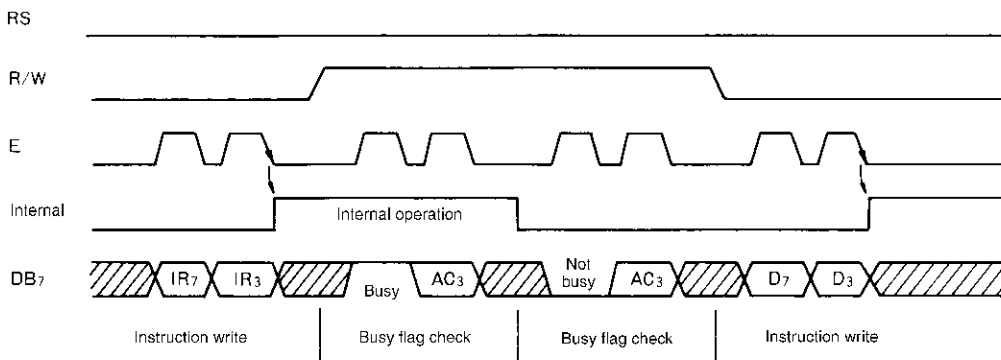 RS
R/W
E
Internal
Internal operation
DB7
IR7 IR3 Busy AC3 Not busy AC3 D7 D3
Instruction write Busy flag check Busy flag check Instruction write